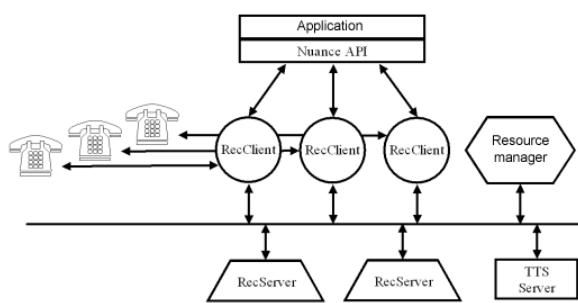 Application
Nuance API
RecClient
RecClient
RecClient
Resource
manager
RecServer
RecServer
TTS
Server